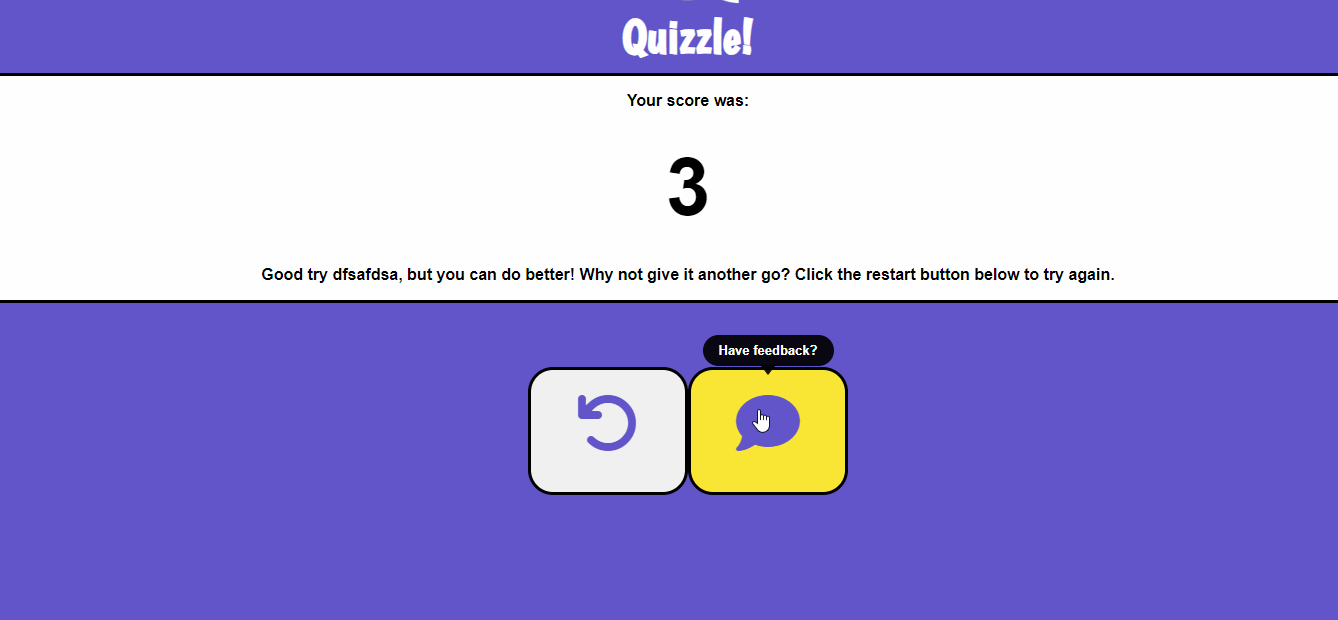 Quizzle!
Your score was:
3
Good try dfsafdsa, but you can do better! Why not give it another go? Click the restart button below to try again.
Have feedback?